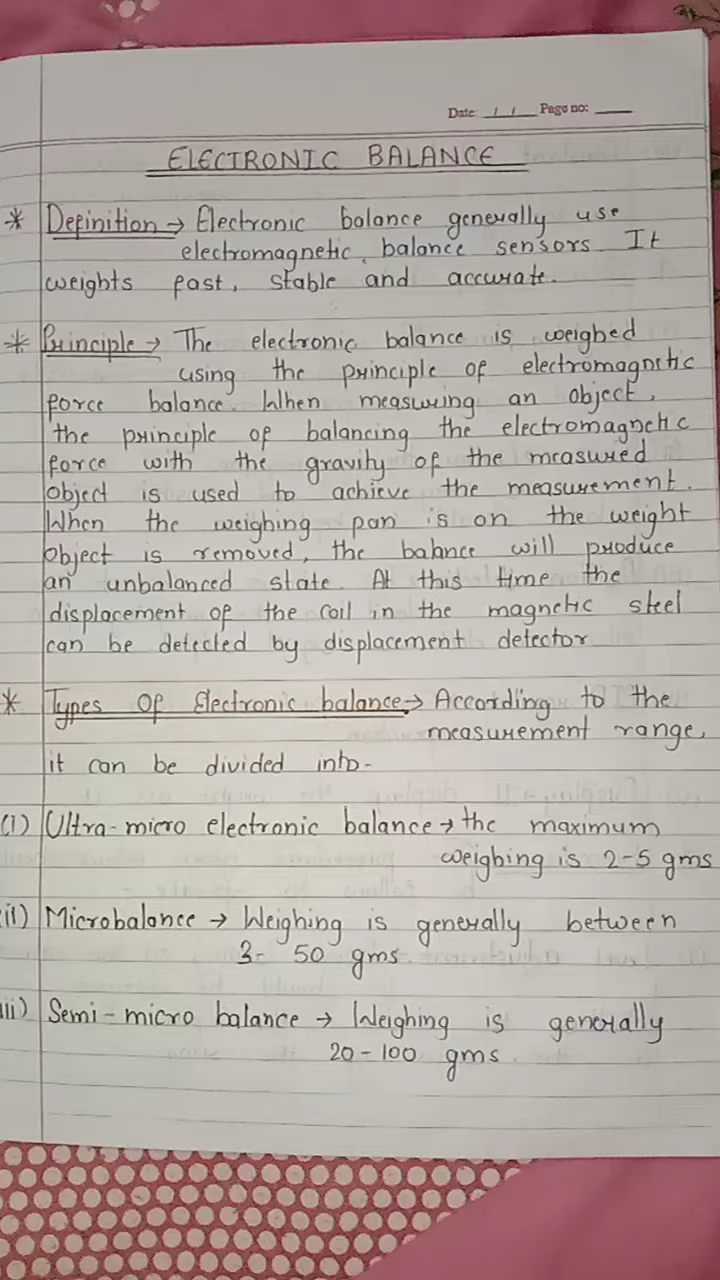 Date: / / Page no:
ELECTRONIC BALANCE
* Definition → Electronic balance generally use
electromagnetic balance sensors It
weights fast, stable and accurate.
* Principle → The electronic balance is weighed
using the principle of electromagnetic
force balance. When measuring an object,
the principle of balancing the electromagnetic
force with the gravity of the measured
object is used to achieve the measurement.
When the weighing pan is on the weight
object is removed, the balance will produce
an unbalanced state. At this time the
displacement of the coil in the magnetic steel
can be detected by displacement detector
* Types Of Electronic balance → According to the
measurement range,
it can be divided into-
(i) Ultra-micro electronic balance → the maximum
weighing is 2-5 gms
ii) Microbalance → Weighing is generally between
3- 50 gms
iii) Semi-micro balance → Weighing is generally
20-100 gms.